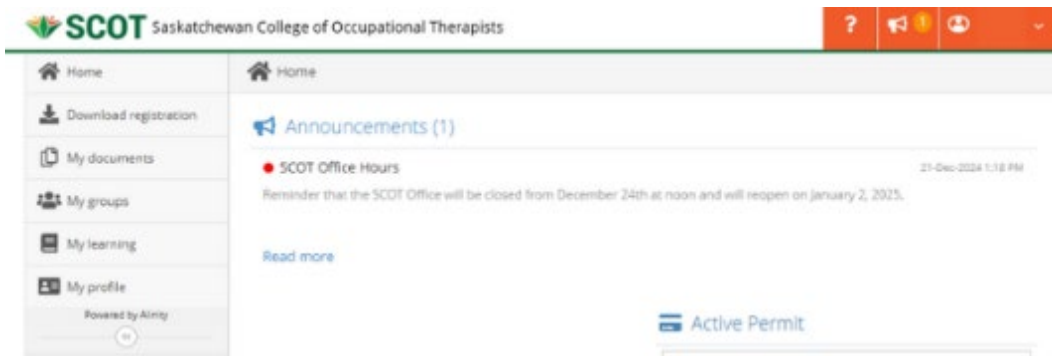 SCOT Saskatchewan College of Occupational Therapists
? 1
Home
Download registration
My documents
My groups
My learning
My profile
Powered by Alinity
Home
Announcements (1)
SCOT Office Hours 21-Dec-2024 1:18 PM
Reminder that the SCOT Office will be closed from December 24th at noon and will reopen on January 2, 2025.
Read more
Active Permit